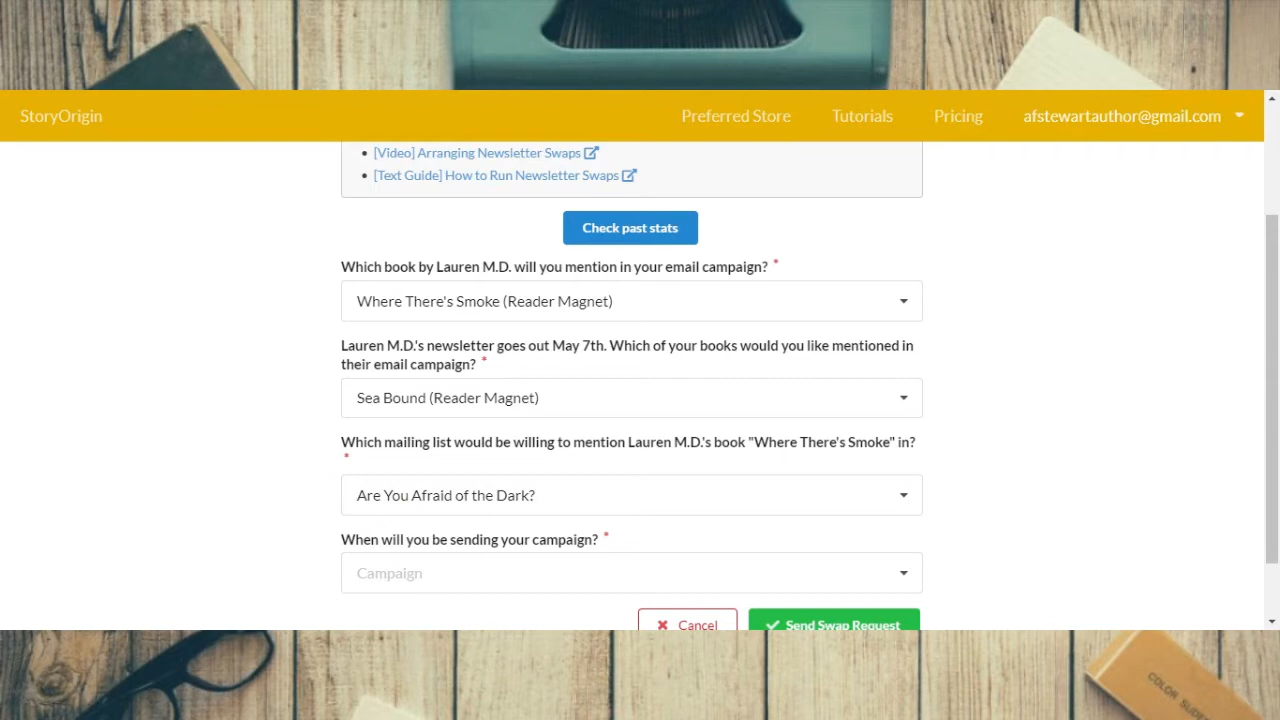 StoryOrigin
Preferred Store
Tutorials
Pricing
afstewartauthor@gmail.com
[Video] Arranging Newsletter Swaps
[Text Guide] How to Run Newsletter Swaps
Check past stats
Which book by Lauren M.D. will you mention in your email campaign? *
Where There's Smoke (Reader Magnet)
Lauren M.D.'s newsletter goes out May 7th. Which of your books would you like mentioned in
their email campaign? *
Sea Bound (Reader Magnet)
Which mailing list would be willing to mention Lauren M.D.'s book "Where There's Smoke" in?
*
Are You Afraid of the Dark?
When will you be sending your campaign? *
Campaign
Cancel
Send Swap Request
COLOR